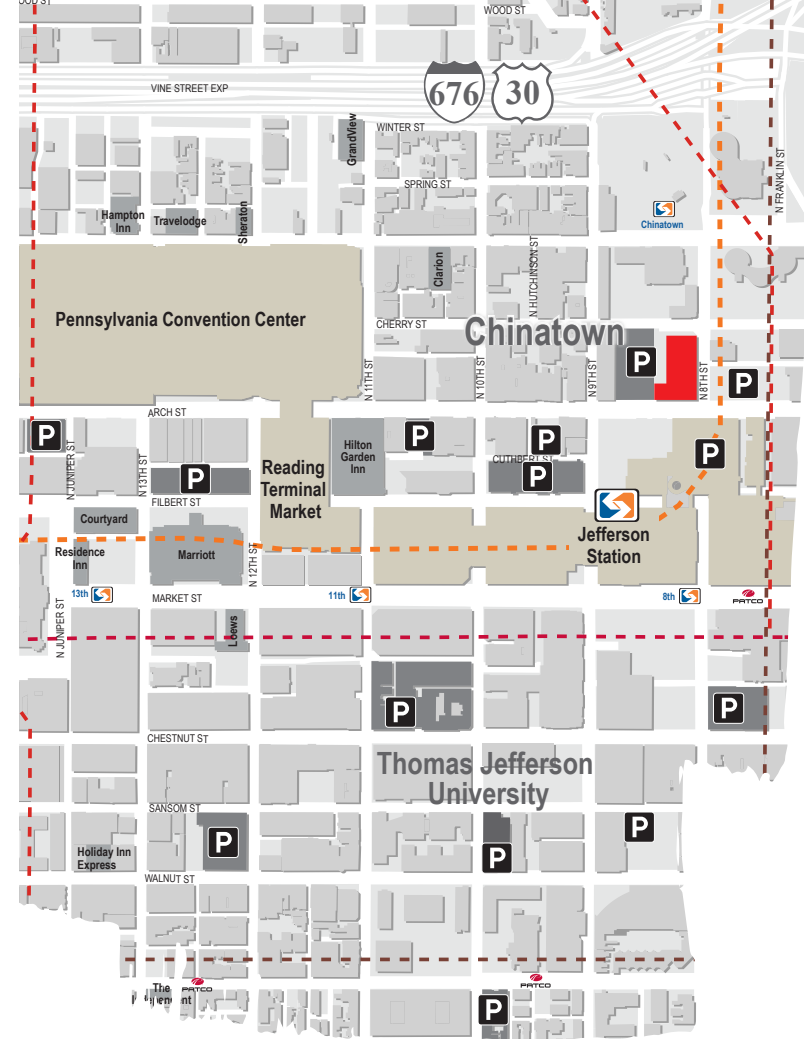 WOOD ST
VINE STREET EXP
676
30
WINTER ST
GrandView
SPRING ST
N FRANKLIN ST
Hampton
Inn
Travelodge
Sheraton
Chinatown
Clarion
N HUTCHINSON ST
Pennsylvania Convention Center
CHERRY ST
Chinatown
N 11TH ST
N 10TH ST
N 9TH ST
P
N 8TH ST
P
ARCH ST
P
N JUNIPER ST
N 13TH ST
P
Reading
Terminal
Market
Hilton
Garden
Inn
P
P
CUTHBERT ST
P
P
FILBERT ST
Courtyard
Residence
Inn
Marriott
N 12TH ST
Jefferson
Station
13th
MARKET ST
11th
8th
PATCO
N JUNIPER ST
Loews
P
P
CHESTNUT ST
Thomas Jefferson
University
SANSOM ST
P
P
P
Holiday Inn
Express
WALNUT ST
The
PATCO
PATCO
P